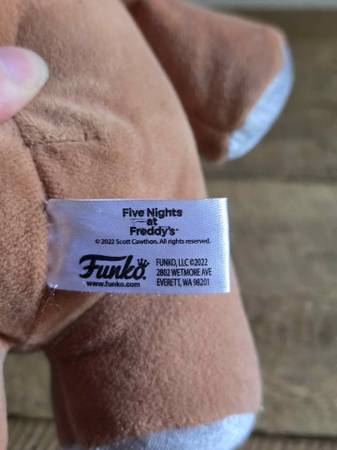 Five Nights
at
Freddy's™
©2022 Scott Cawthon. All rights reserved.
Funko®
www.funko.com
FUNKO, LLC ©2022
2802 WETMORE AVE
EVERETT, WA 98201